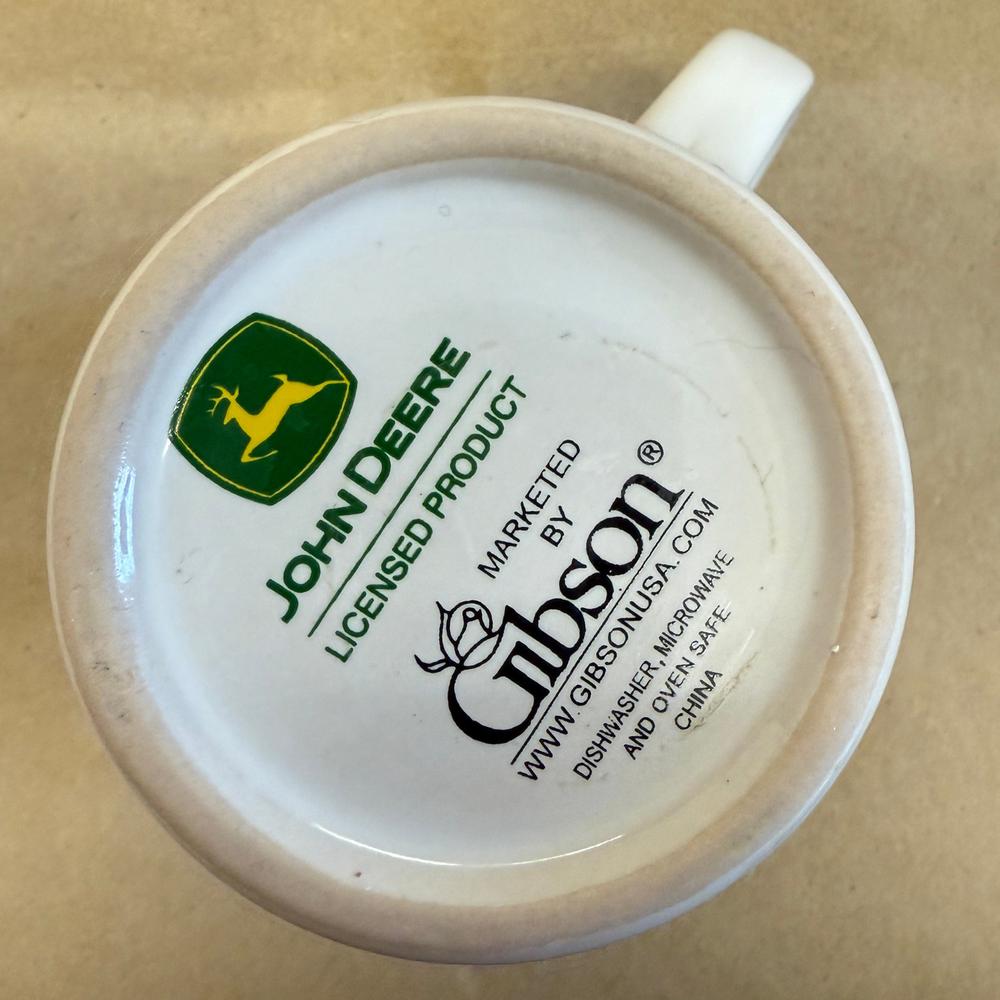 JOHN DEERE
LICENSED PRODUCT
MARKETED
BY
Gibson®
WWW.GIBSONUSA.COM
DISHWASHER, MICROWAVE
AND OVEN SAFE
CHINA